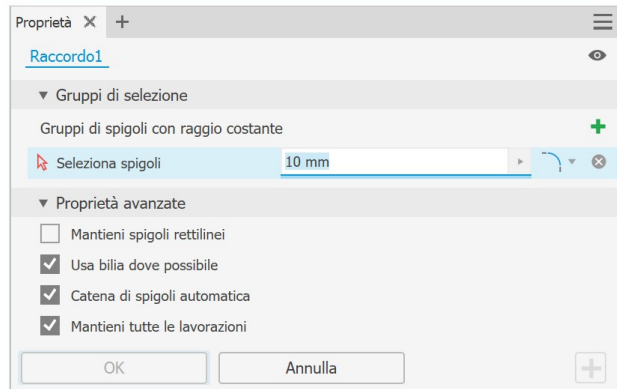 Proprietà
Raccordo1
Gruppi di selezione
Gruppi di spigoli con raggio costante
Seleziona spigoli 10 mm
Proprietà avanzate
Mantieni spigoli rettilinei
Usa bilia dove possibile
Catena di spigoli automatica
Mantieni tutte le lavorazioni
OK Annulla